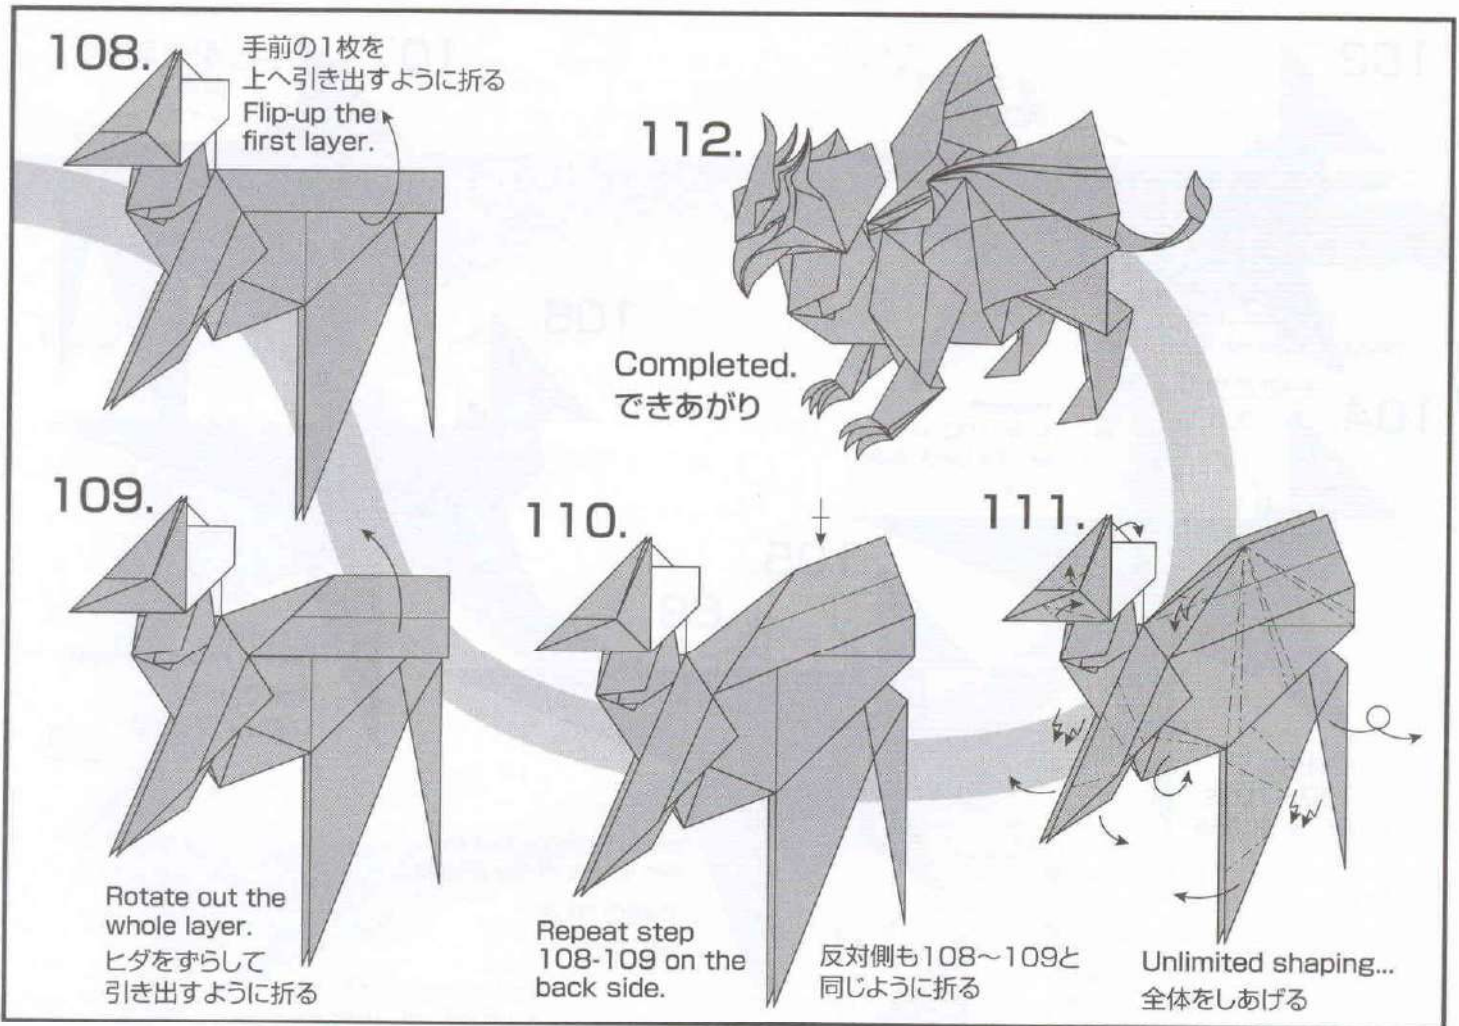 108.
手前の1枚を
上へ引き出すように折る
Flip-up the
first layer.
112.
Completed.
できあがり
109.
Rotate out the
whole layer.
ヒダをずらして
引き出すように折る
110.
Repeat step
108-109 on the
back side.
反対側も108～109と
同じように折る
111.
Unlimited shaping...
全体をしあげる
102
104
106
105